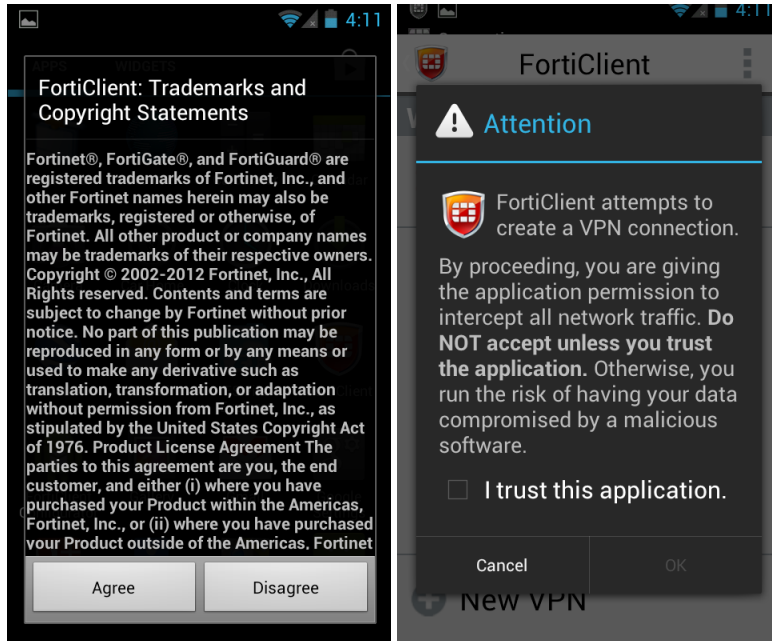 4:11
APPS WIDGETS
FortiClient: Trademarks and
Copyright Statements
Fortinet®, FortiGate®, and FortiGuard® are
registered trademarks of Fortinet, Inc., and
other Fortinet names herein may also be
trademarks, registered or otherwise, of
Fortinet. All other product or company names
may be trademarks of their respective owners.
Copyright © 2002-2012 Fortinet, Inc., All
Rights reserved. Contents and terms are
subject to change by Fortinet without prior
notice. No part of this publication may be
reproduced in any form or by any means or
used to make any derivative such as
translation, transformation, or adaptation
without permission from Fortinet, Inc., as
stipulated by the United States Copyright Act
of 1976. Product License Agreement The
parties to this agreement are you, the end
customer, and either (i) where you have
purchased your Product within the Americas,
Fortinet, Inc., or (ii) where you have purchased
your Product outside of the Americas, Fortinet
Agree Disagree
4:11
FortiClient
Attention
FortiClient attempts to
create a VPN connection.
By proceeding, you are giving
the application permission to
intercept all network traffic. Do
NOT accept unless you trust
the application. Otherwise, you
run the risk of having your data
compromised by a malicious
software.
I trust this application.
Cancel OK
New VPN